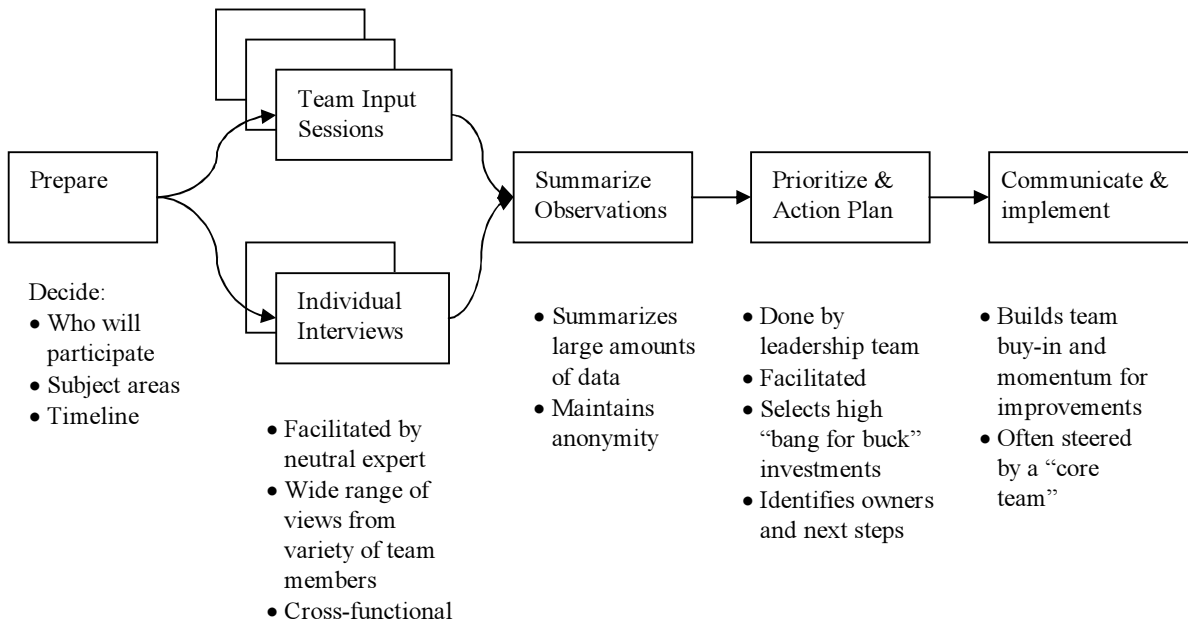 Team Input
Sessions
Prepare
Summarize
Observations
Prioritize &
Action Plan
Communicate &
implement
Individual
Interviews
Decide:
• Who will
participate
• Subject areas
• Timeline
• Facilitated by
neutral expert
• Wide range of
views from
variety of team
members
• Cross-functional
• Summarizes
large amounts
of data
• Maintains
anonymity
• Done by
leadership team
• Facilitated
• Selects high
“bang for buck”
investments
• Identifies owners
and next steps
• Builds team
buy-in and
momentum for
improvements
• Often steered
by a “core
team”